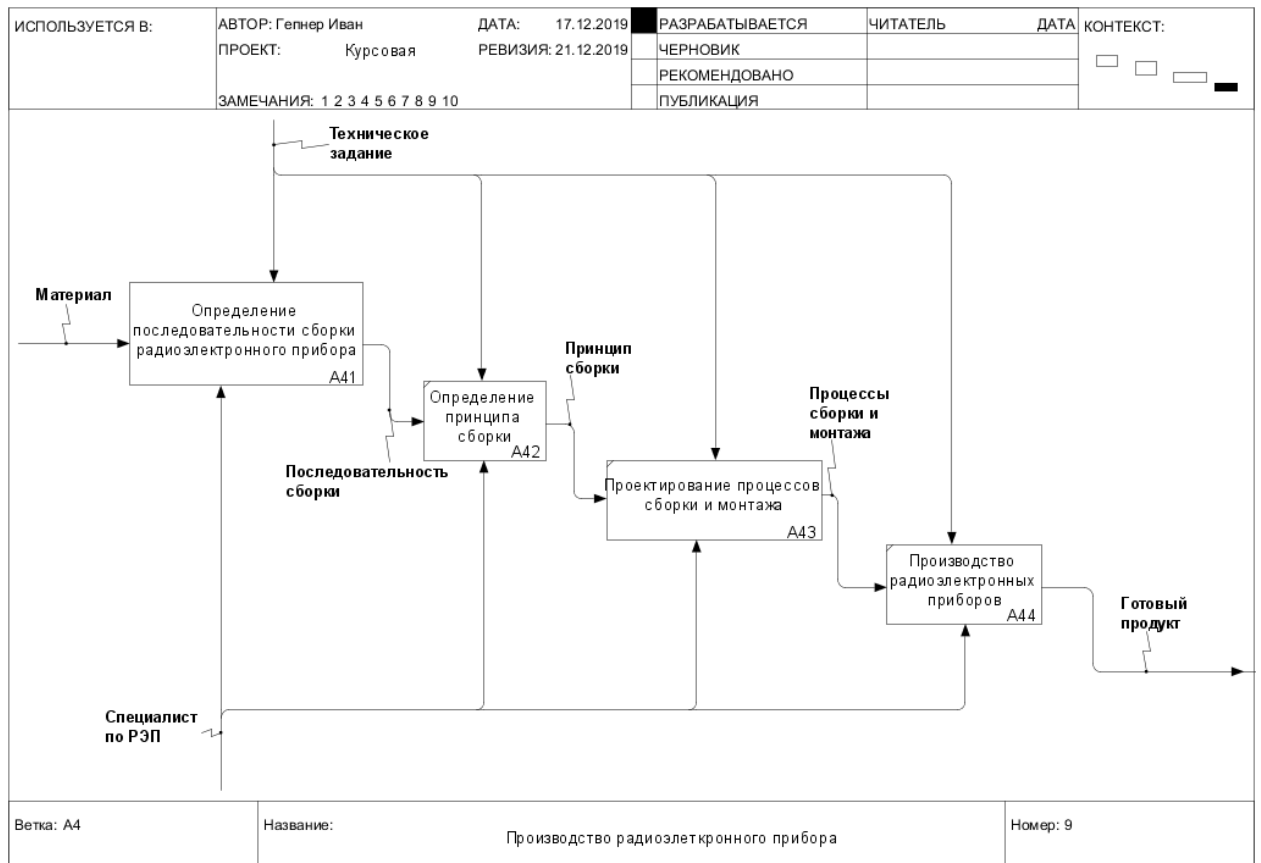 ИСПОЛЬЗУЕТСЯ В:
АВТОР: Гепнер Иван
ДАТА: 17.12.2019
ПРОЕКТ: Курсовая
РЕВИЗИЯ: 21.12.2019
ЗАМЕЧАНИЯ: 1 2 3 4 5 6 7 8 9 10
РАЗРАБАТЫВАЕТСЯ
ЧЕРНОВИК
РЕКОМЕНДОВАНО
ПУБЛИКАЦИЯ
ЧИТАТЕЛЬ
ДАТА
КОНТЕКСТ:
Техническое
задание
Материал
Определение
последовательности сборки
радиоэлектронного прибора
A41
Принцип
сборки
Определение
принципа
сборки
A42
Процессы
сборки и
монтажа
Последовательность
сборки
Проектирование процессов
сборки и монтажа
A43
Производство
радиоэлектронных
приборов
A44
Готовый
продукт
Специалист
по РЭП
Ветка: A4
Название:
Производство радиоэлеткронного прибора
Номер: 9